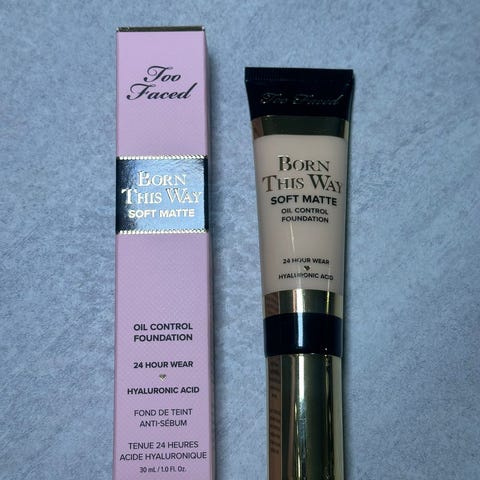 Too
Faced
BORN
THIS WAY
SOFT MATTE
OIL CONTROL
FOUNDATION
24 HOUR WEAR
HYALURONIC ACID
FOND DE TEINT
ANTI-SÉBUM
TENUE 24 HEURES
ACIDE HYALURONIQUE
30 mL / 1.0 Fl. Oz.
Too Faced
BORN
THIS WAY
SOFT MATTE
OIL CONTROL
FOUNDATION
24 HOUR WEAR
HYALURONIC ACID